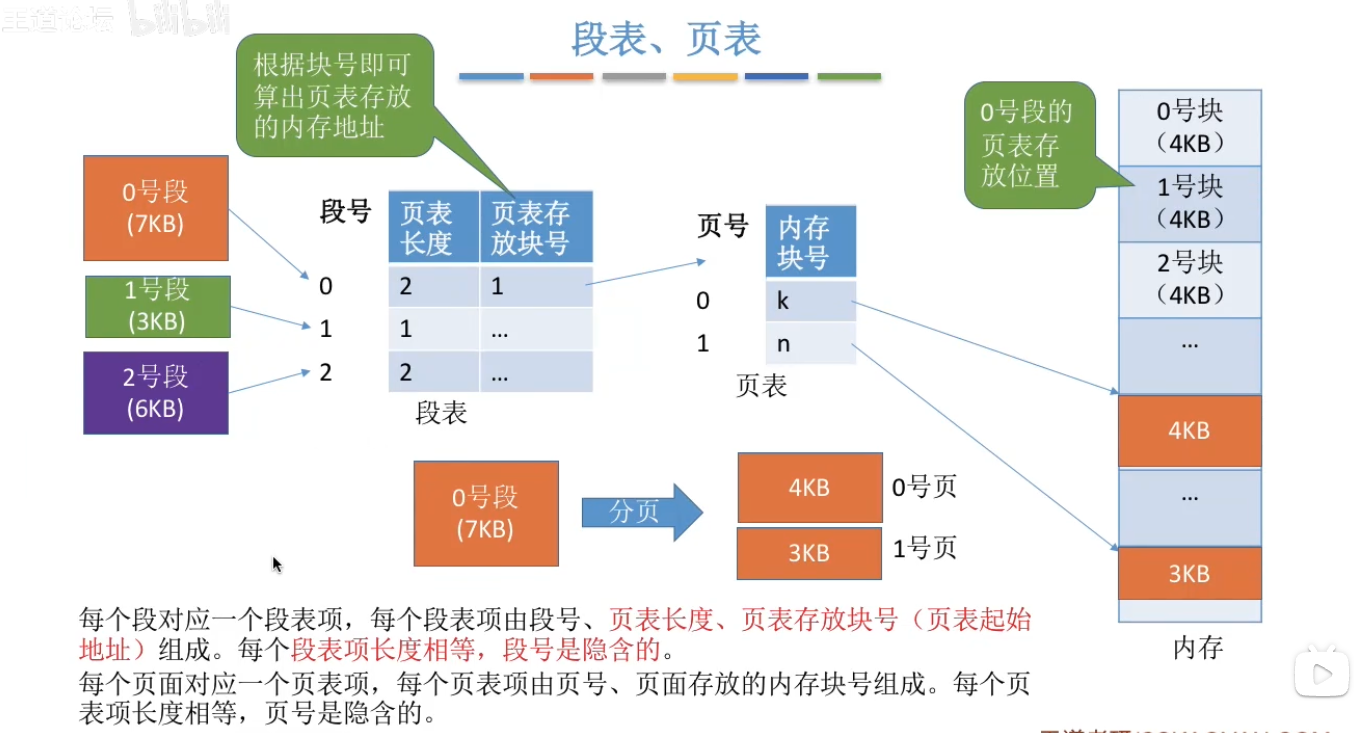 王道论坛 bilibili
段表、页表
根据块号即可
算出页表存放
的内存地址
0号段的
页表存
放位置
0号段
(7KB)
1号段
(3KB)
2号段
(6KB)
段号
页表
长度
页表存
放块号
0
2
1
1
1
...
2
2
...
段表
页号
内存
块号
0
k
1
n
页表
0号块
（4KB）
1号块
（4KB）
2号块
（4KB）
...
4KB
...
3KB
内存
0号段
(7KB)
分页
4KB
0号页
3KB
1号页
每个段对应一个段表项，每个段表项由段号、页表长度、页表存放块号（页表起始
地址）组成。每个段表项长度相等，段号是隐含的。
每个页面对应一个页表项，每个页表项由页号、页面存放的内存块号组成。每个页
表项长度相等，页号是隐含的。